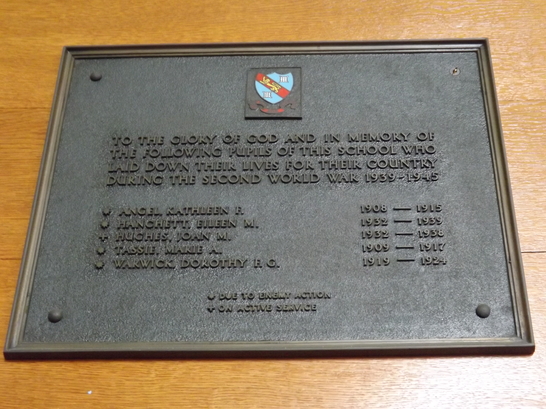 TO THE GLORY OF GOD AND IN MEMORY OF
THE FOLLOWING PUPILS OF THIS SCHOOL WHO
LAID DOWN THEIR LIVES FOR THEIR COUNTRY
DURING THE SECOND WORLD WAR 1939-1945
ANGEL, KATHLEEN F. 1908 — 1915
HANCHETT, EILEEN M. 1932 — 1939
+ HUGHES, JOAN M. 1932 — 1938
TASSIE, MARIE A. 1909 — 1917
WARWICK, DOROTHY F. G. 1919 — 1924
DUE TO ENEMY ACTION
+ ON ACTIVE SERVICE